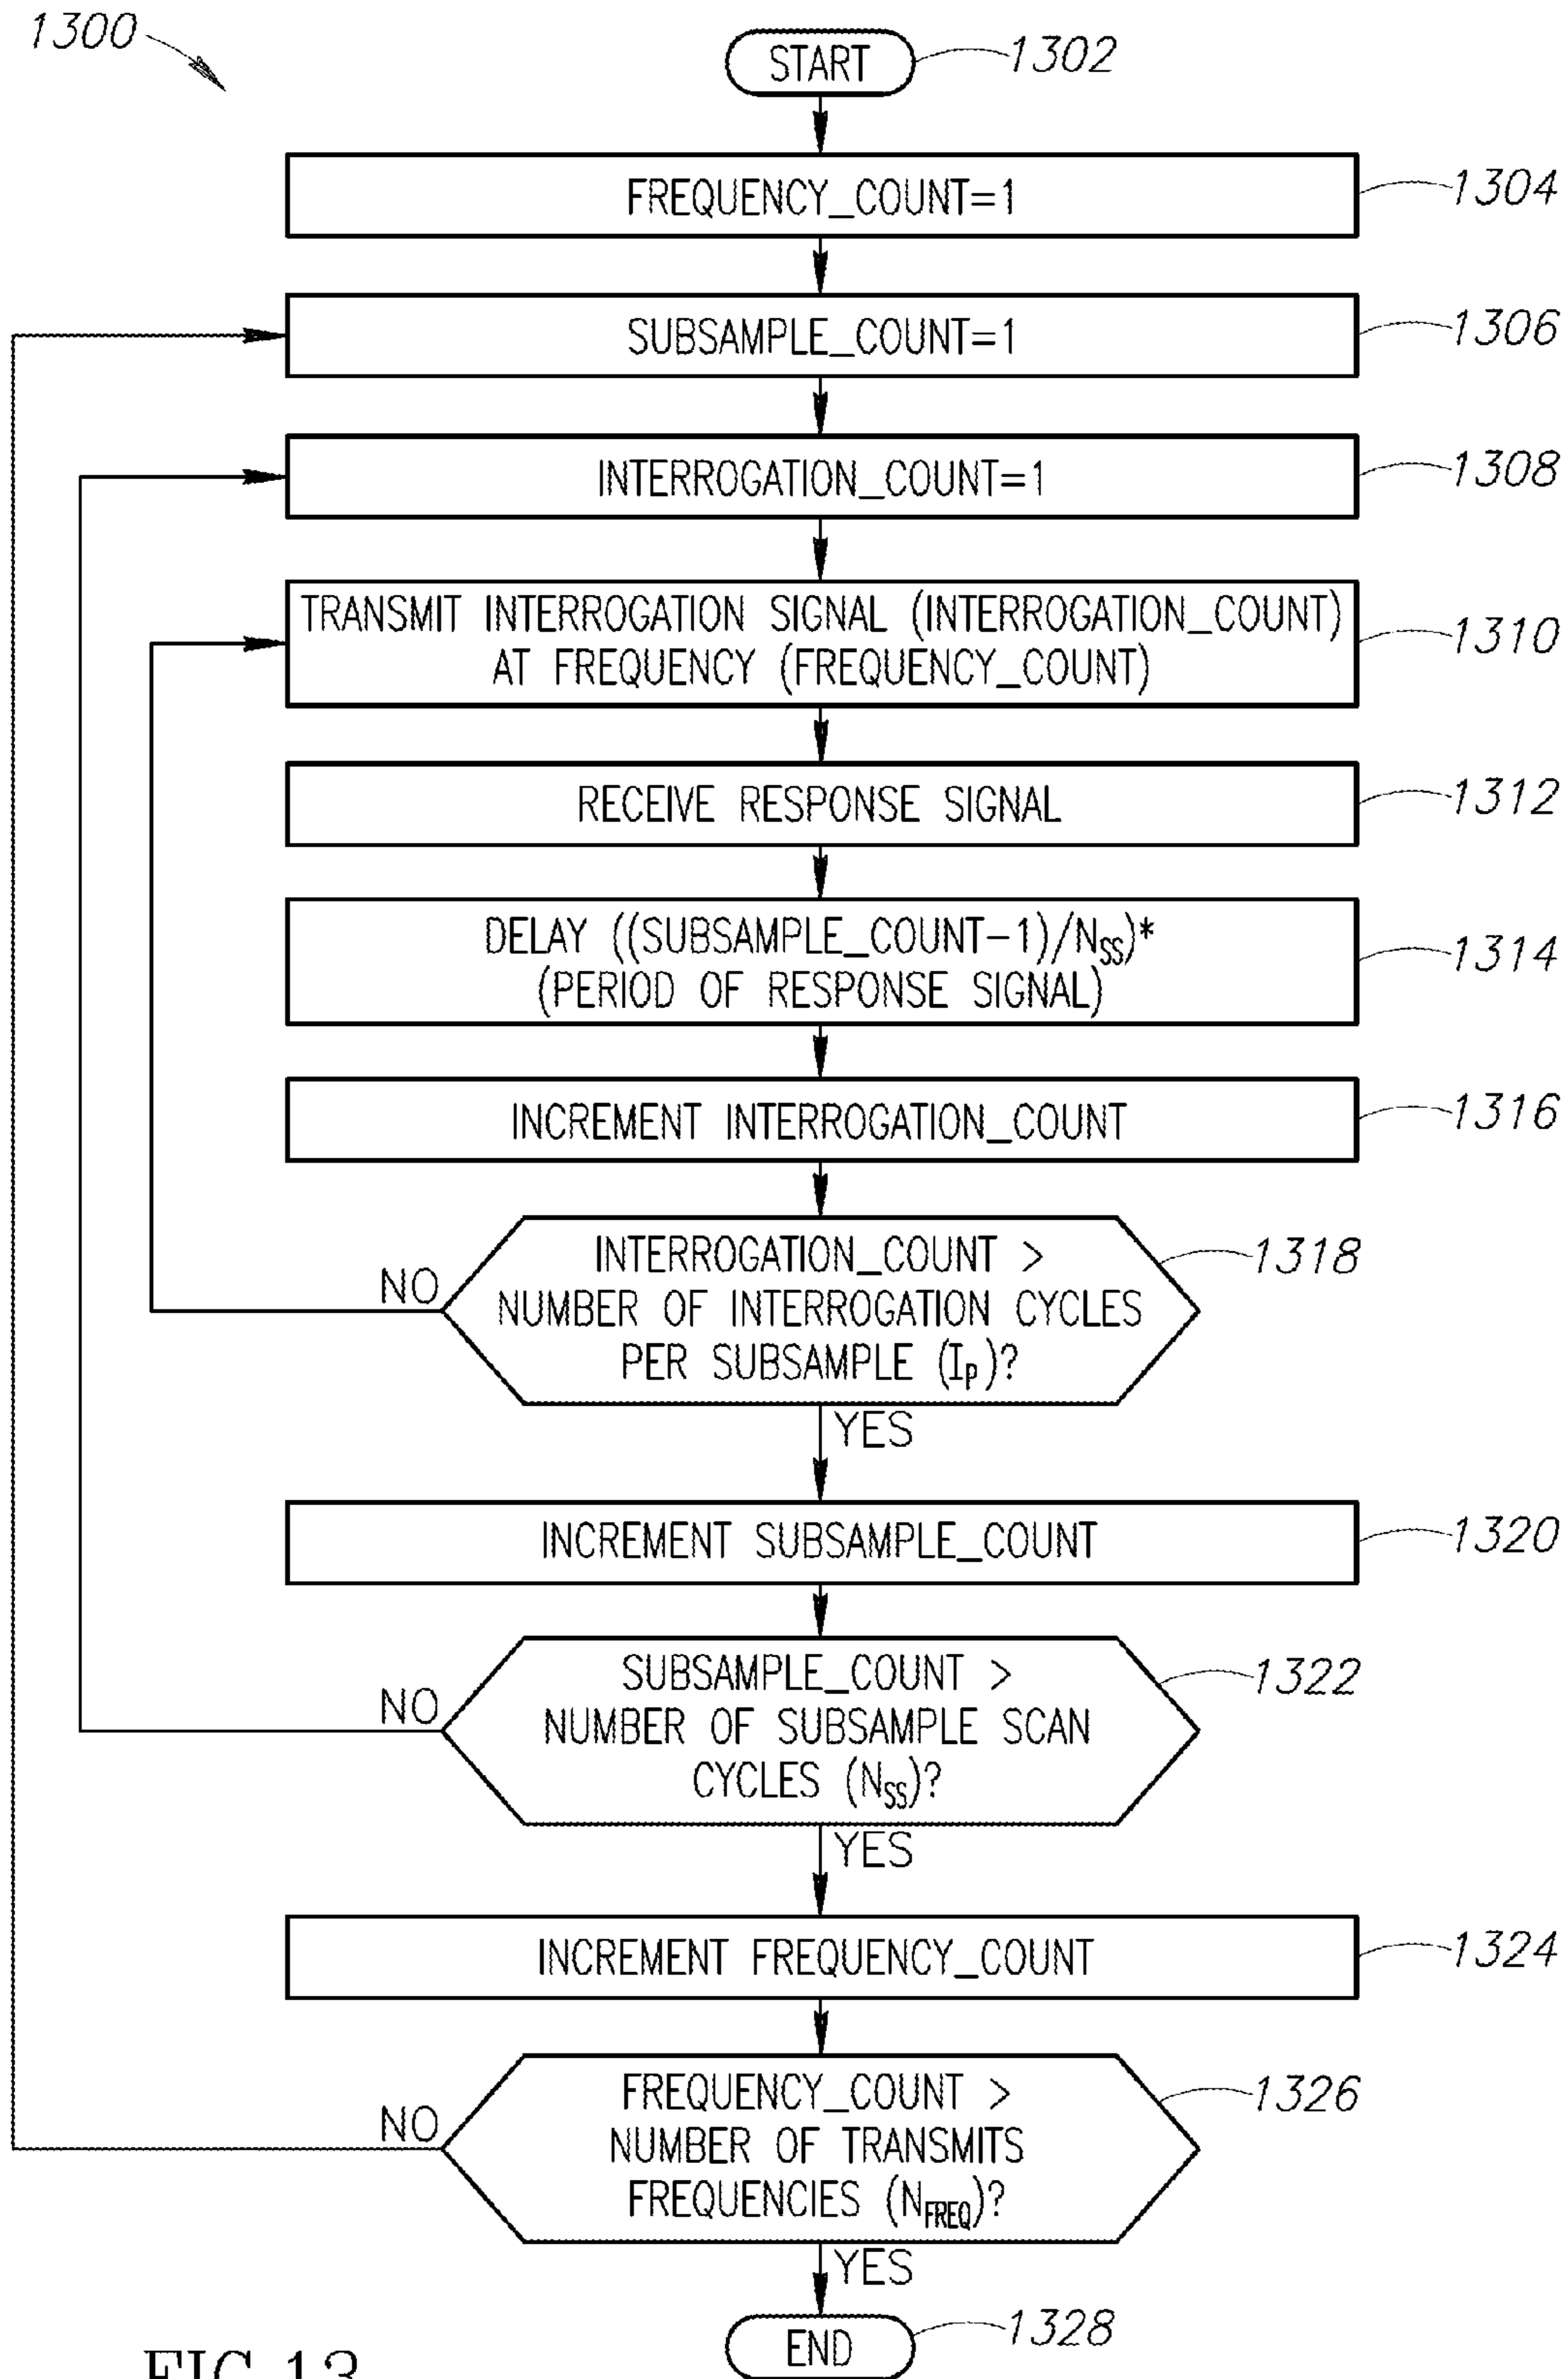 1300
START
1302
FREQUENCY_COUNT=1
1304
SUBSAMPLE_COUNT=1
1306
INTERROGATION_COUNT=1
1308
TRANSMIT INTERROGATION SIGNAL (INTERROGATION_COUNT)
AT FREQUENCY (FREQUENCY_COUNT)
1310
RECEIVE RESPONSE SIGNAL
1312
DELAY ((SUBSAMPLE_COUNT-1)/NSS)*
(PERIOD OF RESPONSE SIGNAL)
1314
INCREMENT INTERROGATION_COUNT
1316
INTERROGATION_COUNT >
NUMBER OF INTERROGATION CYCLES
PER SUBSAMPLE (Ip)?
1318
NO
YES
INCREMENT SUBSAMPLE_COUNT
1320
SUBSAMPLE_COUNT >
NUMBER OF SUBSAMPLE SCAN
CYCLES (NSS)?
1322
NO
YES
INCREMENT FREQUENCY_COUNT
1324
FREQUENCY_COUNT >
NUMBER OF TRANSMITS
FREQUENCIES (NFREQ)?
1326
NO
YES
END
1328
FIG.13